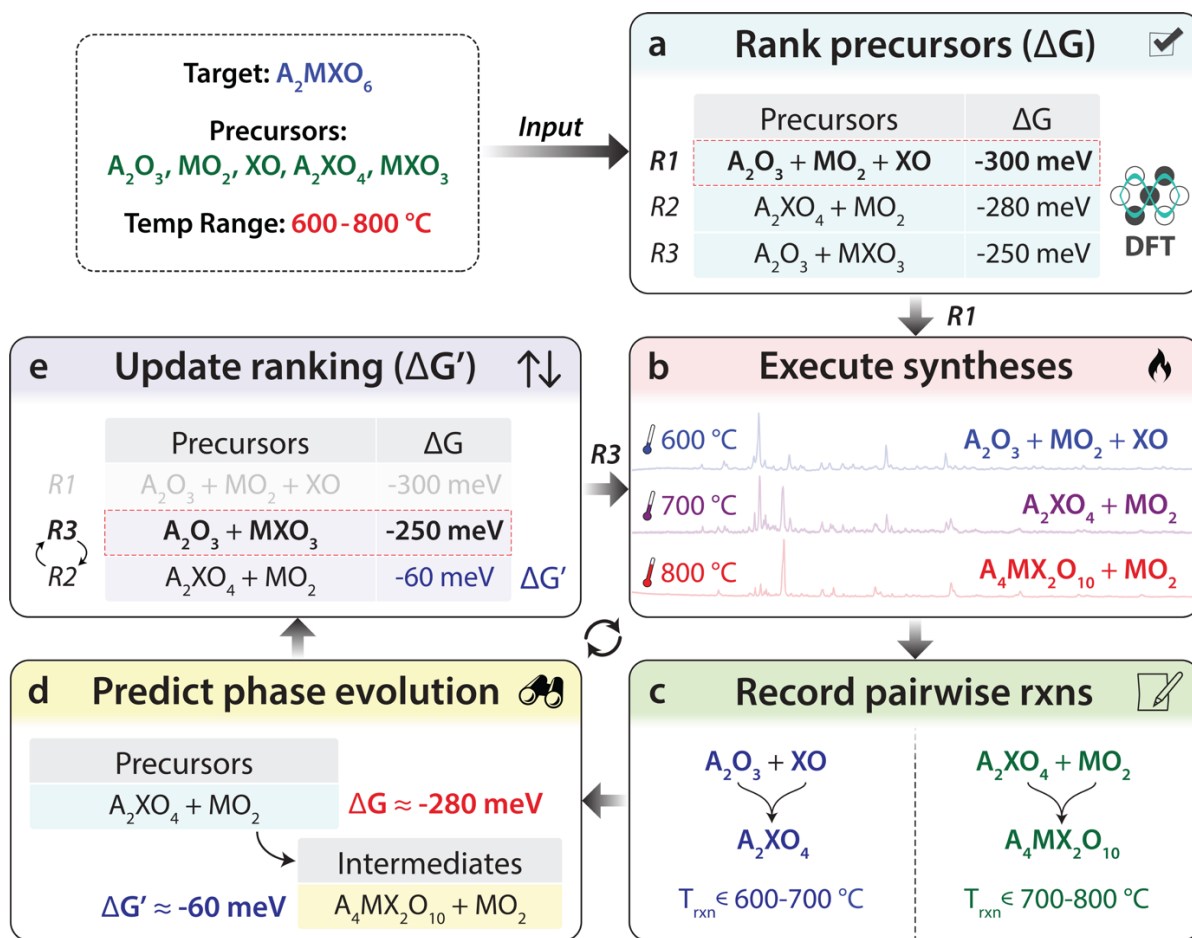 Target: A₂MXO₆
Precursors:
A₂O₃, MO₂, XO, A₂XO₄, MXO₃
Temp Range: 600-800 °C
Input
a Rank precursors (ΔG)
Precursors ΔG
R1 A₂O₃ + MO₂ + XO -300 meV
R2 A₂XO₄ + MO₂ -280 meV
R3 A₂O₃ + MXO₃ -250 meV
DFT
R1
e Update ranking (ΔG’)
Precursors ΔG
R1 A₂O₃ + MO₂ + XO -300 meV
R3 A₂O₃ + MXO₃ -250 meV
R2 A₂XO₄ + MO₂ -60 meV ΔG’
R3
b Execute syntheses
600 °C A₂O₃ + MO₂ + XO
700 °C A₂XO₄ + MO₂
800 °C A₄MX₂O₁₀ + MO₂
d Predict phase evolution
Precursors
A₂XO₄ + MO₂ ΔG ≈ -280 meV
Intermediates
ΔG’ ≈ -60 meV A₄MX₂O₁₀ + MO₂
c Record pairwise rxns
A₂O₃ + XO
A₂XO₄
Tᵣₓₙ ϵ 600-700 °C
A₂XO₄ + MO₂
A₄MX₂O₁₀
Tᵣₓₙ ϵ 700-800 °C